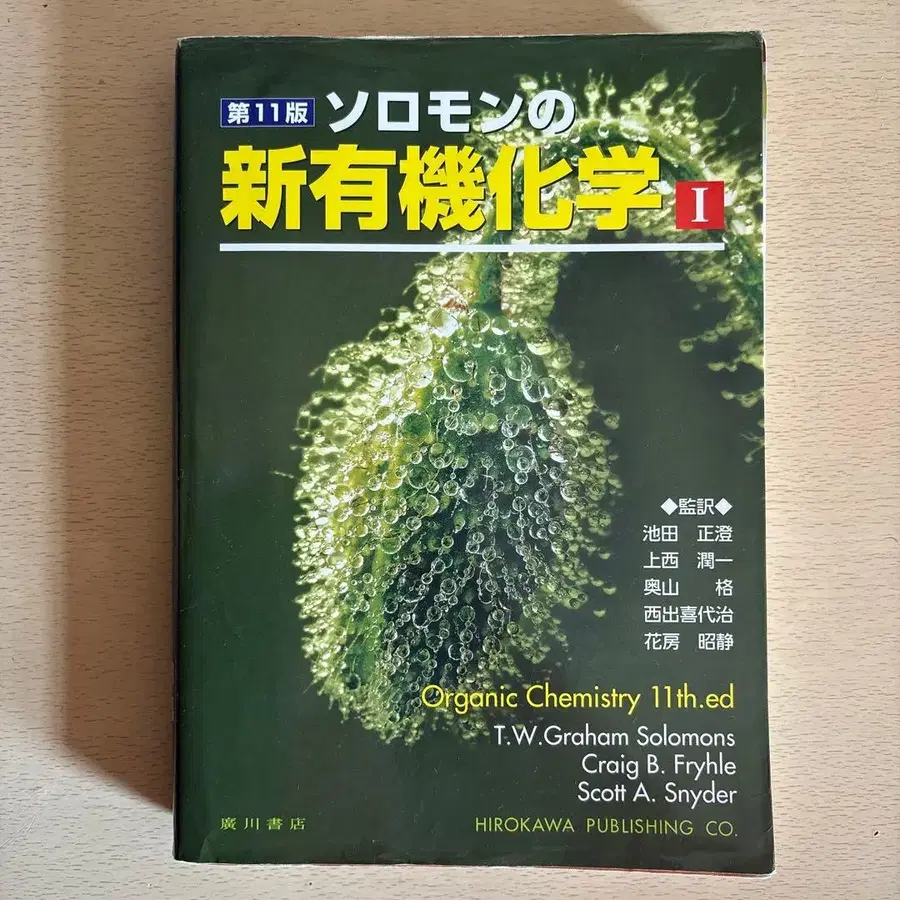 第11版 ソロモンの
新有機化学 I
◆監訳◆
池田 正澄
上西 潤一
奥山 格
西出喜代治
花房 昭静
Organic Chemistry 11th.ed
T.W.Graham Solomons
Craig B. Fryhle
Scott A. Snyder
廣川書店
HIROKAWA PUBLISHING CO.